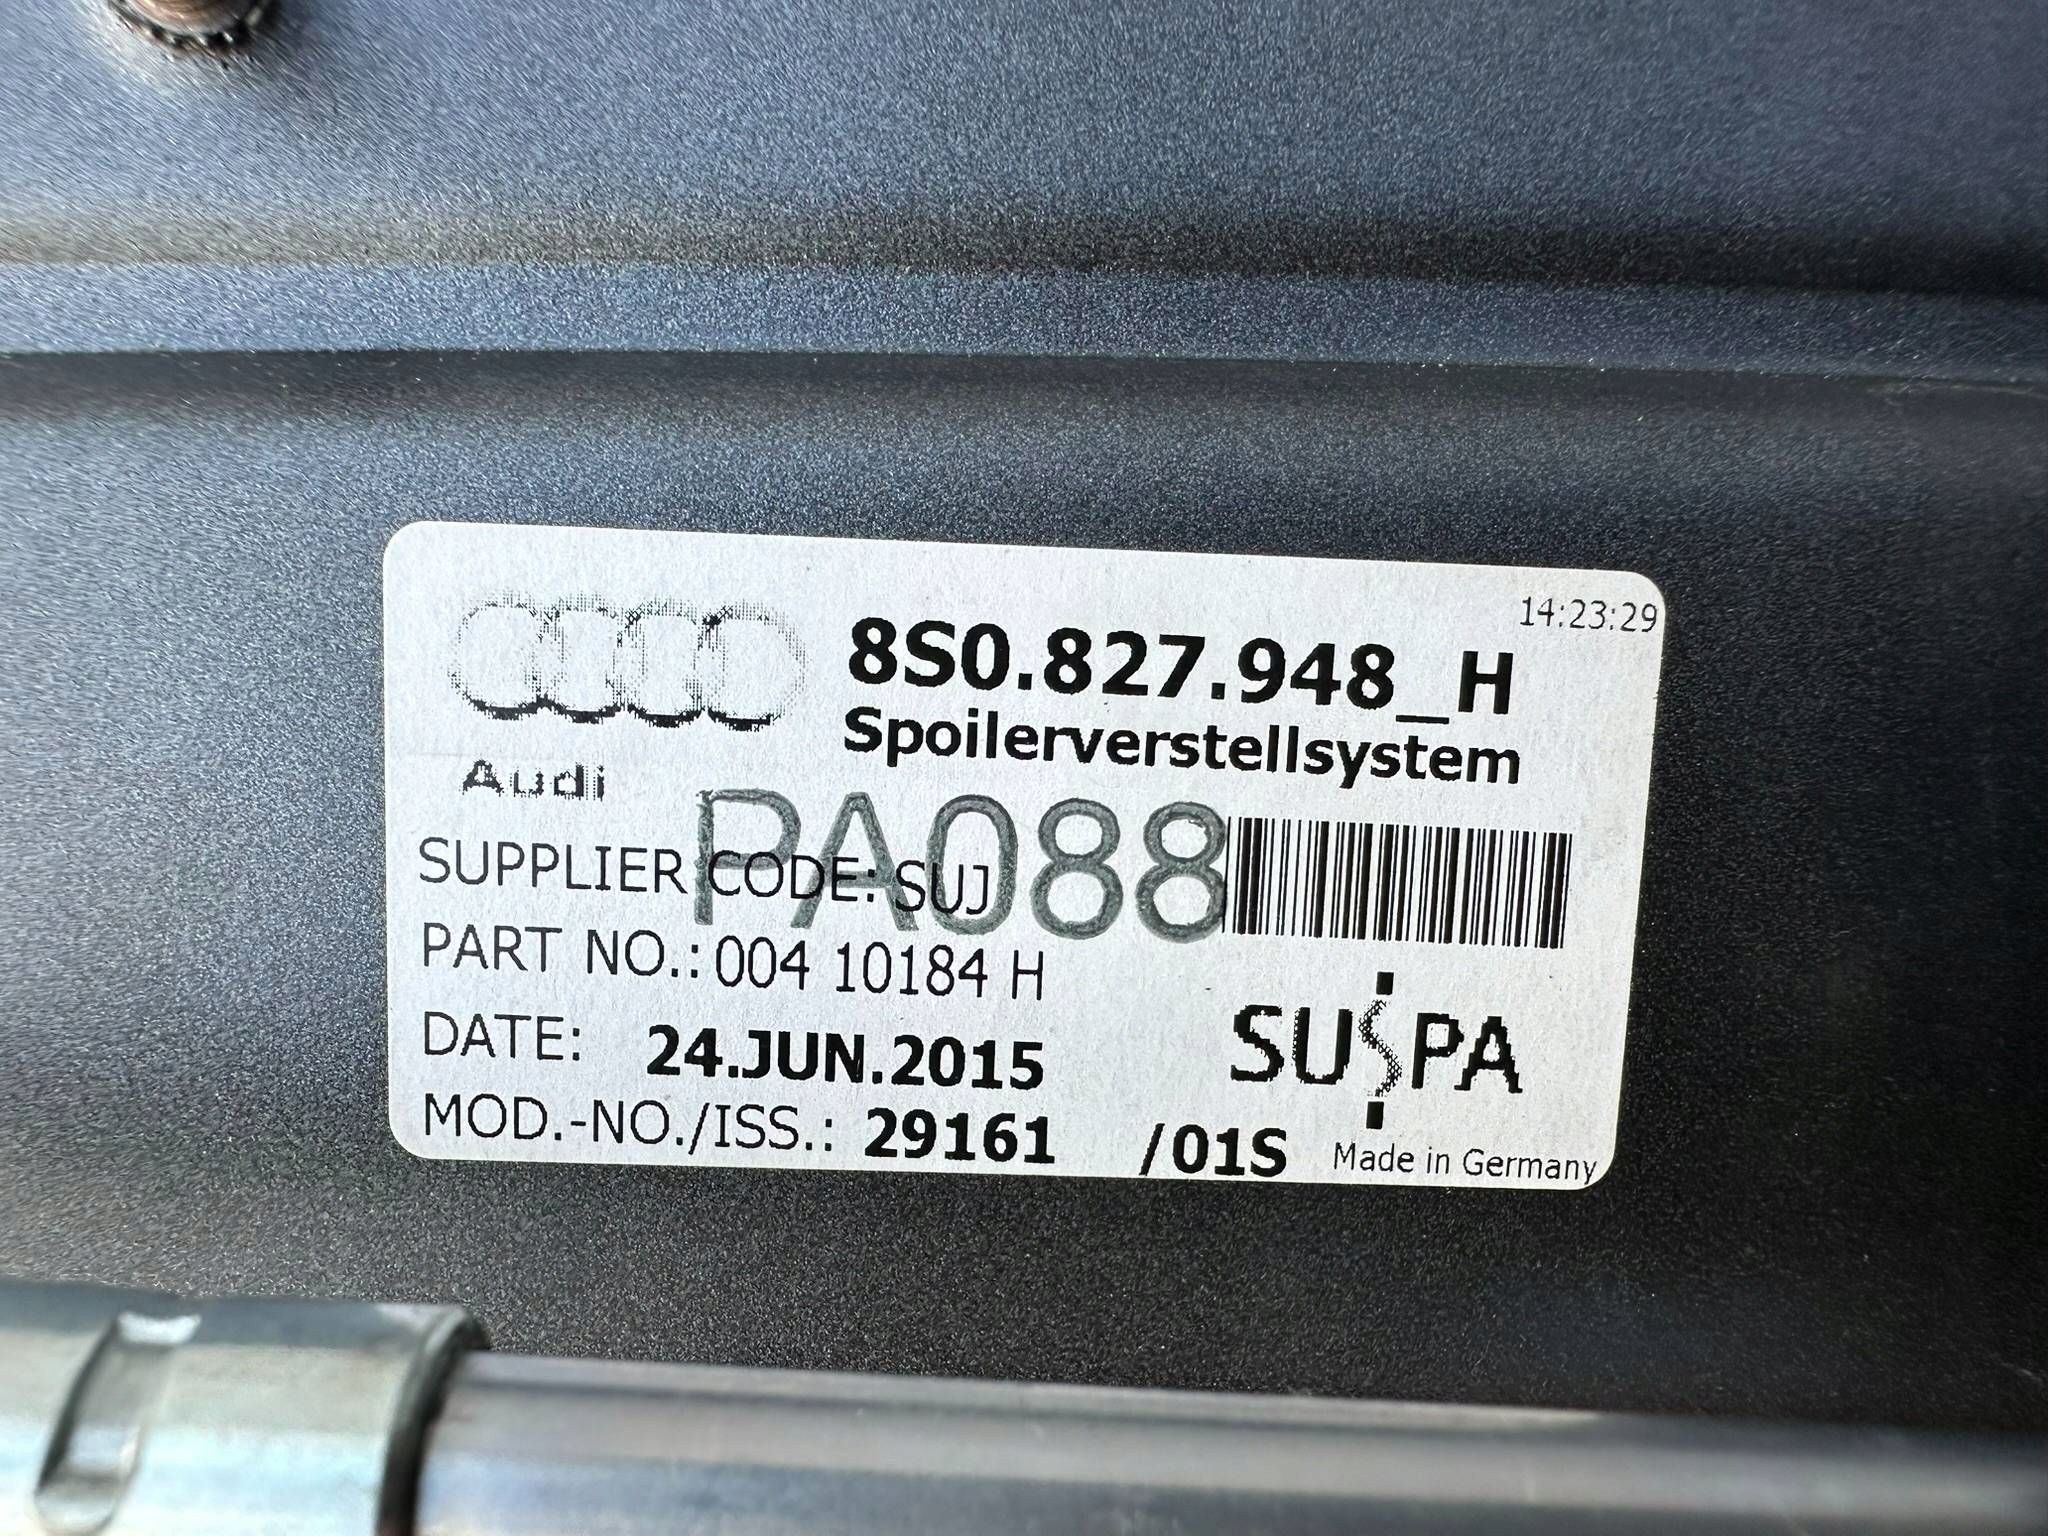 14:23:29
8S0.827.948_H
Spoilerverstellsystem
Audi
PA088
SUPPLIER CODE: SUJ
PART NO.: 004 10184 H
DATE: 24.JUN.2015
SUSPA
MOD.-NO./ISS.: 29161 /01S
Made in Germany